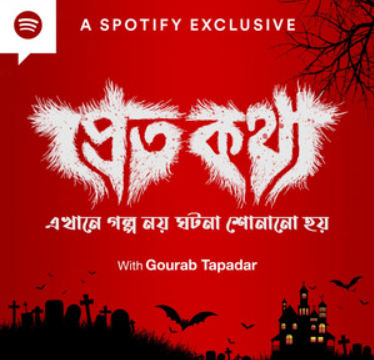 A SPOTIFY EXCLUSIVE
প্রেত কথা
এখানে গল্প নয় ঘটনা শোনানো হয়
With Gourab Tapadar